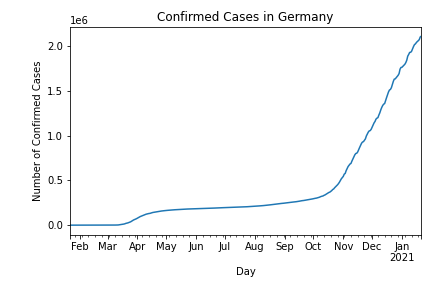 Confirmed Cases in Germany
1e6
Number of Confirmed Cases
2.0
1.5
1.0
0.5
0.0
Feb Mar Apr May Jun Jul Aug Sep Oct Nov Dec Jan
2021
Day